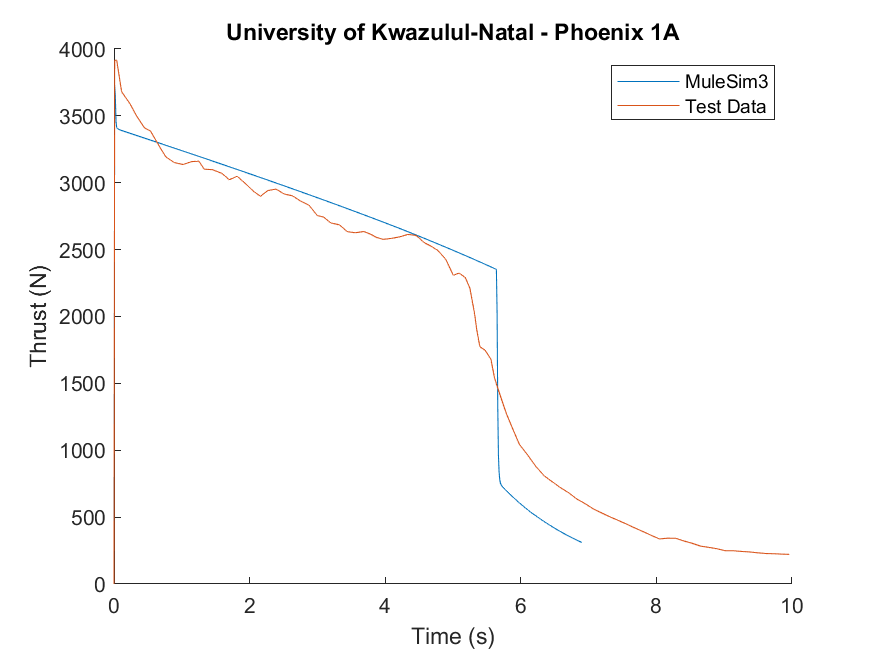 University of Kwazulul-Natal - Phoenix 1A
MuleSim3
Test Data
4000
3500
3000
2500
2000
1500
1000
500
0
Thrust (N)
0 2 4 6 8 10
Time (s)